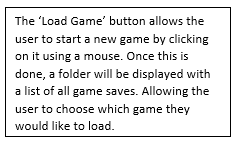 The ‘Load Game’ button allows the
user to start a new game by clicking
on it using a mouse. Once this is
done, a folder will be displayed with
a list of all game saves. Allowing the
user to choose which game they
would like to load.